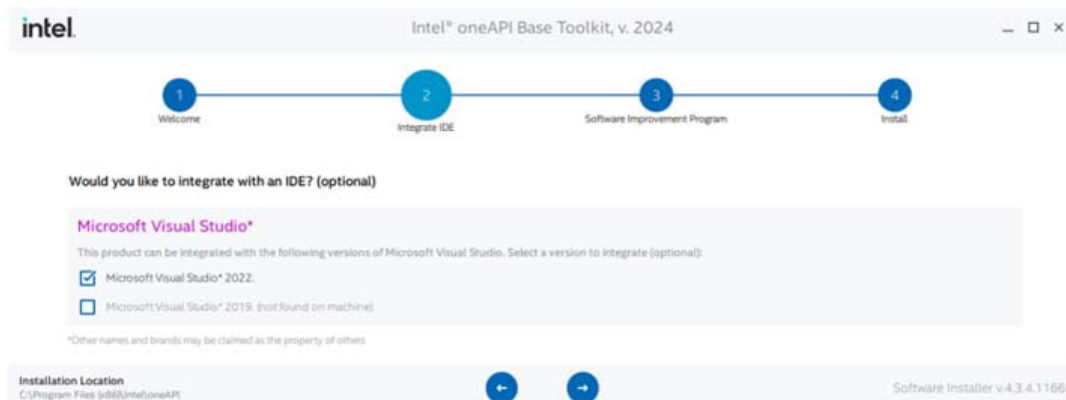 intel.
Intel® oneAPI Base Toolkit, v. 2024
1
2
3
4
Welcome
Integrate IDE
Software Improvement Program
Install
Would you like to integrate with an IDE? (optional)
Microsoft Visual Studio*
This product can be integrated with the following versions of Microsoft Visual Studio. Select a version to integrate (optional):
Microsoft Visual Studio* 2022.
Microsoft Visual Studio* 2019. (not found on machine)
*Other names and brands may be claimed as the property of others
Installation Location
C:\Program Files (x86)\Intel\oneAPI
Software Installer v.4.3.4.1166